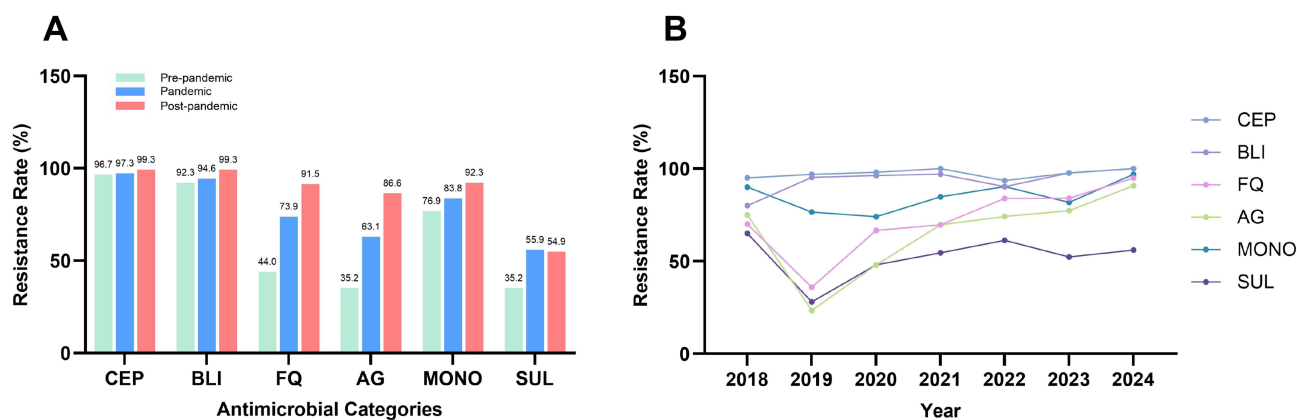 A
Resistance Rate (%)
150
100
50
0
Pre-pandemic
Pandemic
Post-pandemic
96.7 97.3 99.3
92.3 94.6 99.3
44.0 73.9 91.5
35.2 63.1 86.6
76.9 83.8 92.3
35.2 55.9 54.9
CEP BLI FQ AG MONO SUL
Antimicrobial Categories
B
Resistance Rate (%)
150
100
50
0
2018 2019 2020 2021 2022 2023 2024
Year
CEP
BLI
FQ
AG
MONO
SUL